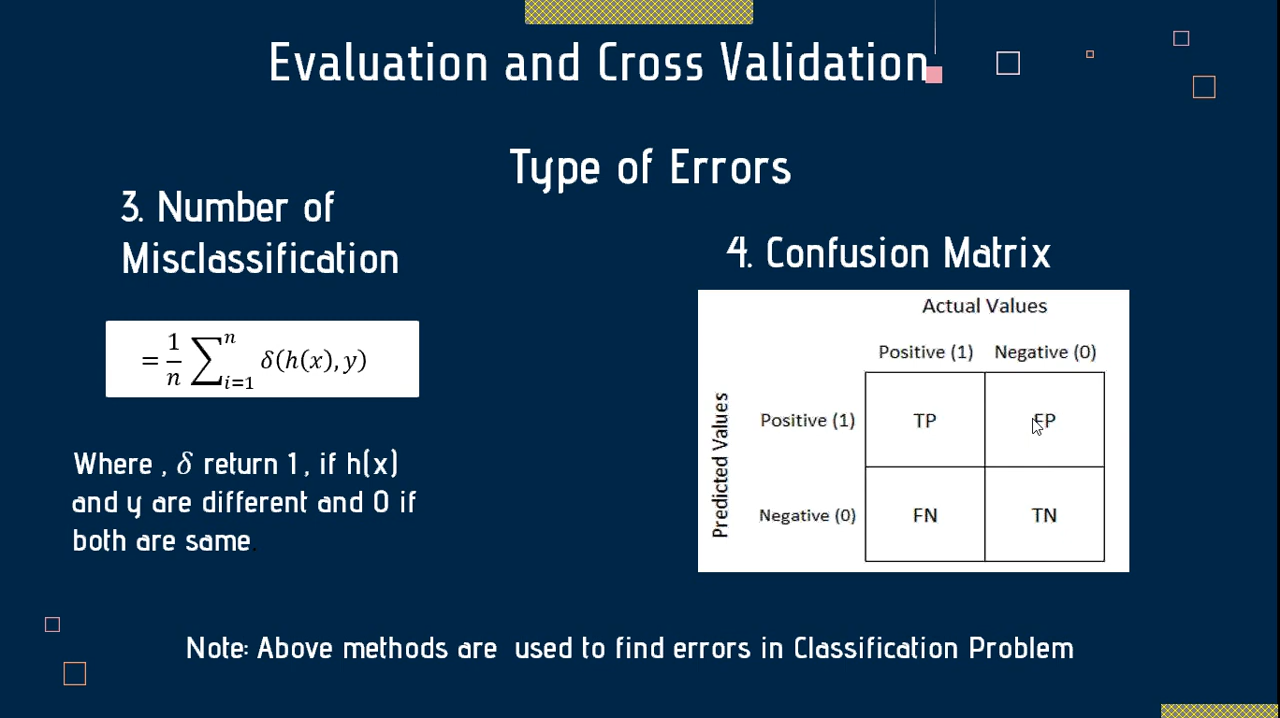 Evaluation and Cross Validation
Type of Errors
3. Number of
Misclassification
= 1/n ∑_{i=1}^{n} δ(h(x), y)
Where , δ return 1 , if h(x)
and y are different and 0 if
both are same.
4. Confusion Matrix
Actual Values
Positive (1) Negative (0)
Predicted Values
Positive (1) TP FP
Negative (0) FN TN
Note: Above methods are used to find errors in Classification Problem